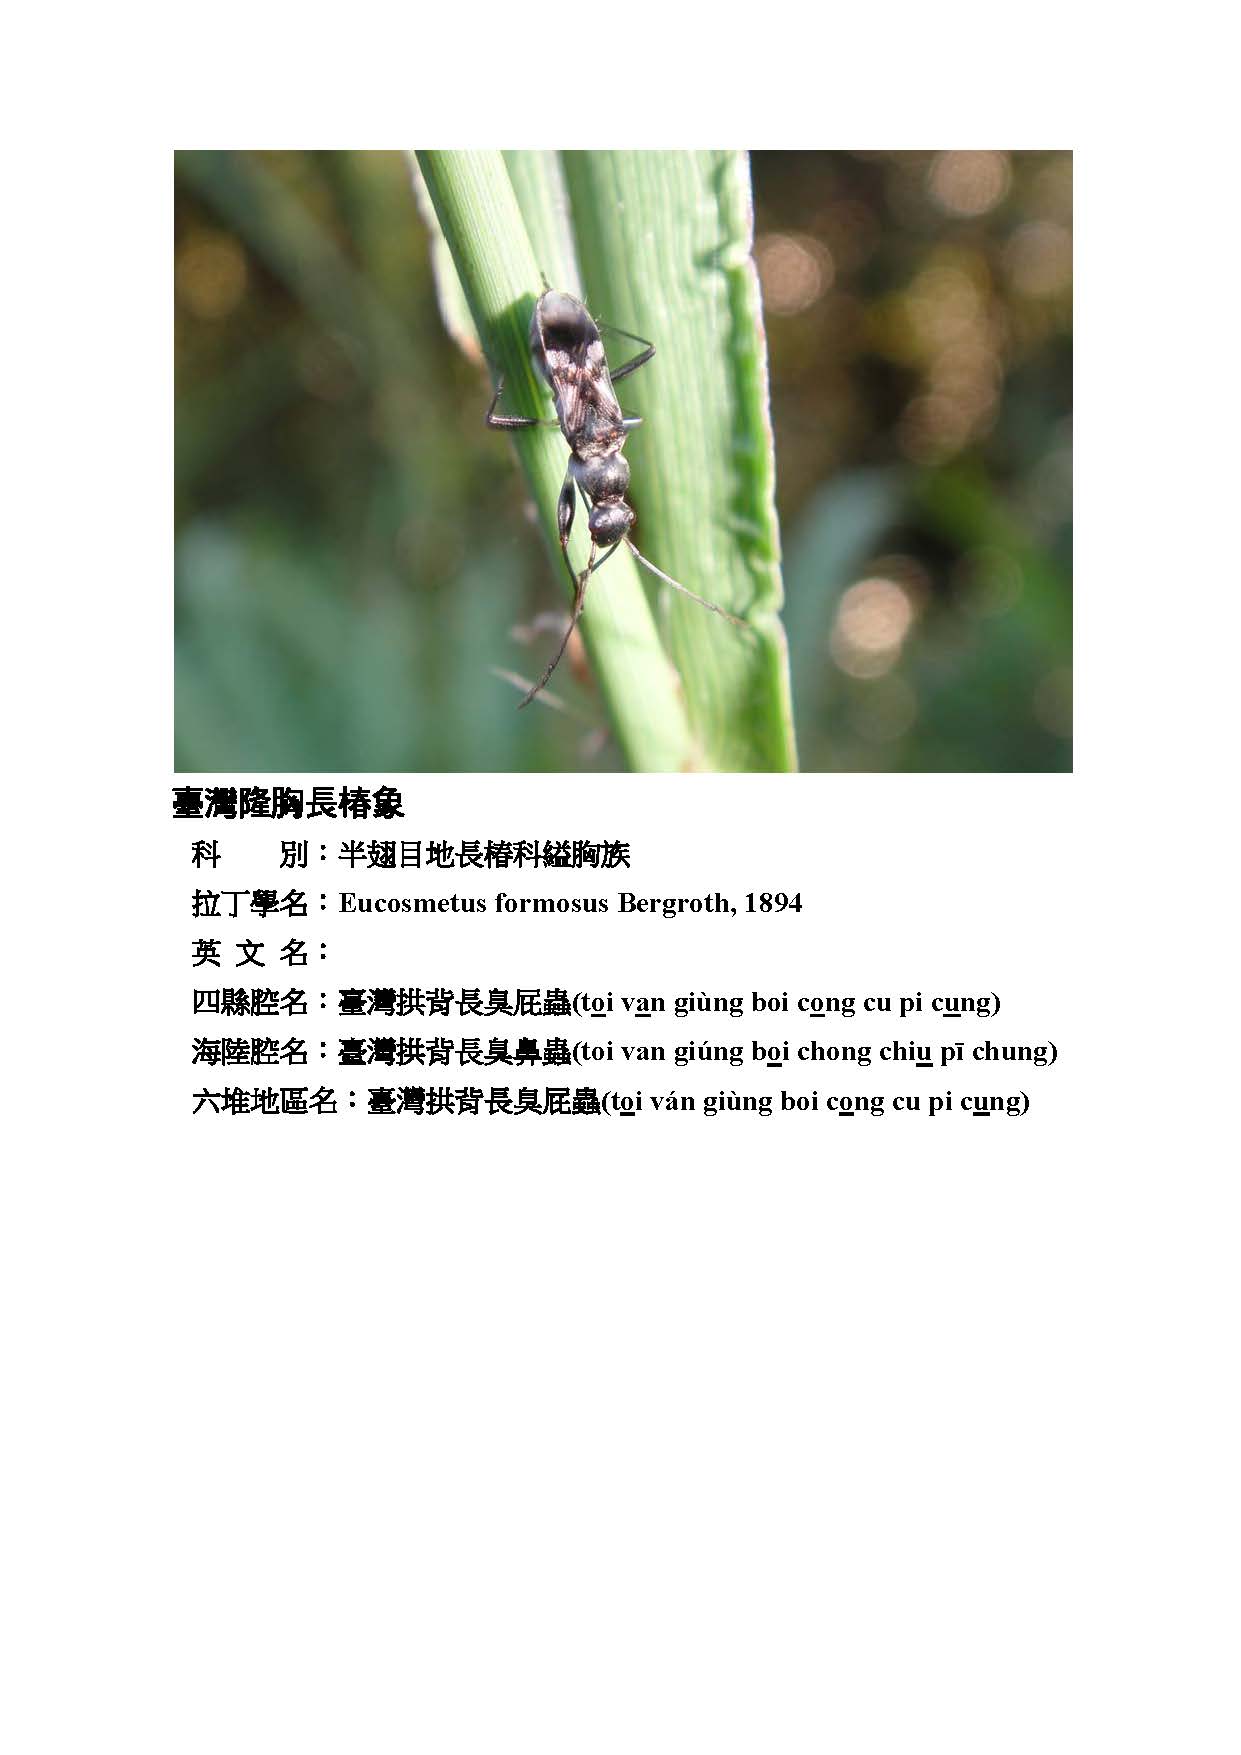 臺灣隆胸長椿象
科　　別：半翅目地長椿科縊胸族
拉丁學名：Eucosmetus formosus Bergroth, 1894
英 文 名：
四縣腔名：臺灣拱背長臭屁蟲(toi van giùng boi cong cu pi cung)
海陸腔名：臺灣拱背長臭鼻蟲(toi van giúng boi chong chiu pī chung)
六堆地區名：臺灣拱背長臭屁蟲(toi ván giùng boi cong cu pi cung)